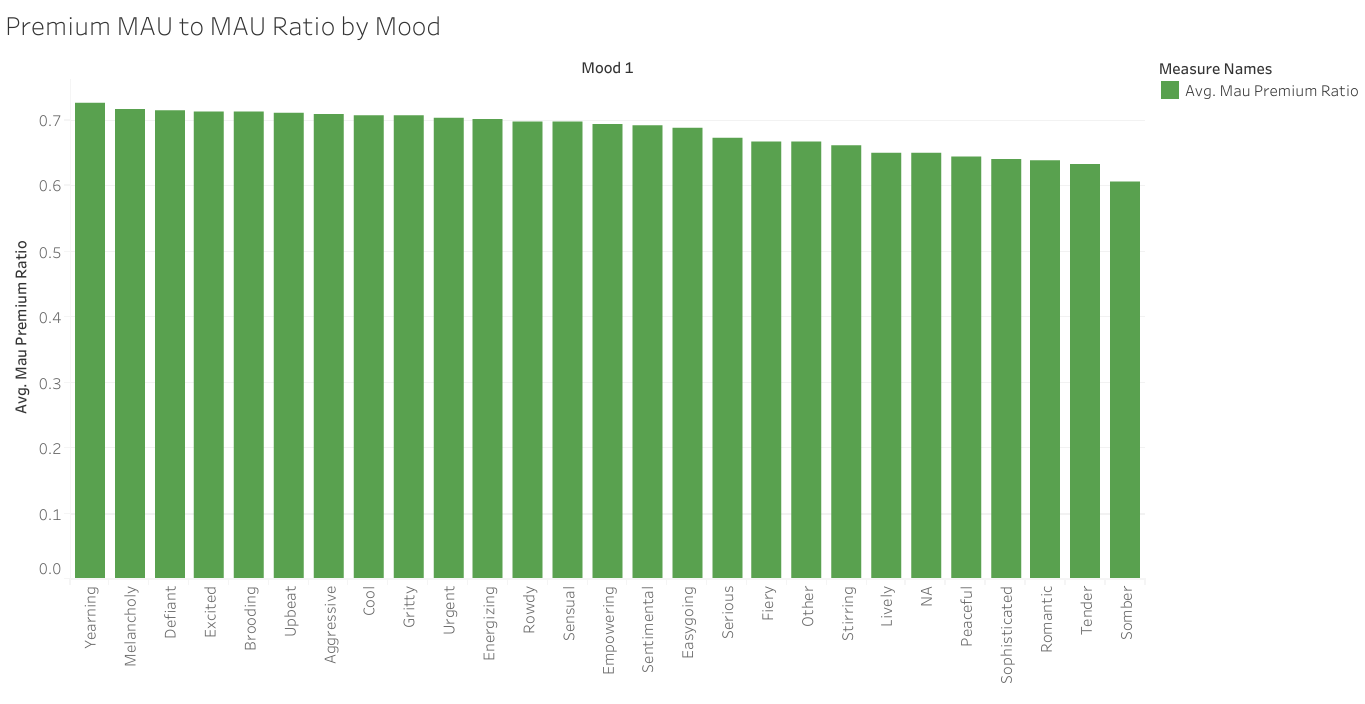 Premium MAU to MAU Ratio by Mood
Mood 1
Measure Names
Avg. Mau Premium Ratio
Avg. Mau Premium Ratio
0.7
0.6
0.5
0.4
0.3
0.2
0.1
0.0
Yearning
Melancholy
Defiant
Excited
Brooding
Upbeat
Aggressive
Cool
Gritty
Urgent
Energizing
Rowdy
Sensual
Empowering
Sentimental
Easygoing
Serious
Fiery
Other
Stirring
Lively
NA
Peaceful
Sophisticated
Romantic
Tender
Somber